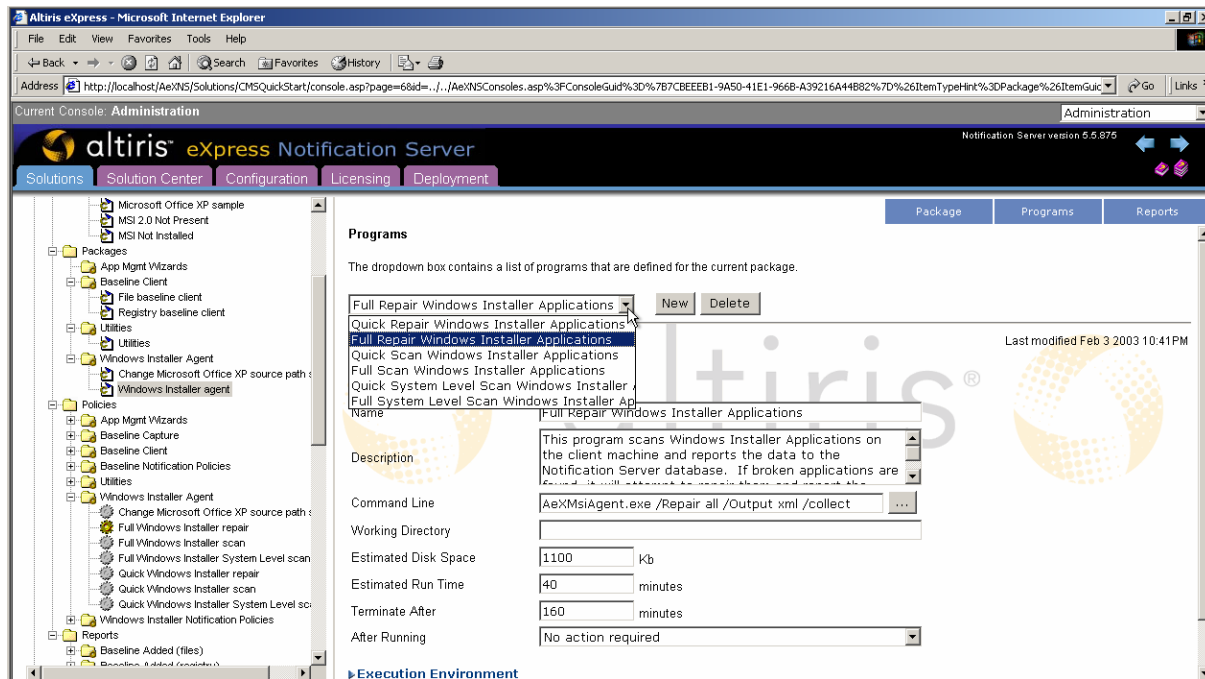 Altiris eXpress - Microsoft Internet Explorer
File Edit View Favorites Tools Help
Back Search Favorites History
Address http://localhost/AeXNS/Solutions/CMSQuickStart/console.asp?page=6&id=../../AeXNSConsoles.asp%3FConsoleGuid%3D%7B7CBEEEB1-9A50-41E1-966B-A39216A44B82%7D%26ItemTypeHint%3DPackage%26ItemGuic Go Links
Current Console: Administration Administration
altiris™ eXpress Notification Server
Notification Server version 5.5.875
Solutions Solution Center Configuration Licensing Deployment
Microsoft Office XP sample
MSI 2.0 Not Present
MSI Not Installed
Packages
App Mgmt Wizards
Baseline Client
File baseline client
Registry baseline client
Utilities
Utilities
Windows Installer Agent
Change Microsoft Office XP source path s
Windows Installer agent
Policies
App Mgmt Wizards
Baseline Capture
Baseline Client
Baseline Notification Policies
Utilities
Windows Installer Agent
Change Microsoft Office XP source path s
Full Windows Installer repair
Full Windows Installer scan
Full Windows Installer System Level scan
Quick Windows Installer repair
Quick Windows Installer scan
Quick Windows Installer System Level sc
Windows Installer Notification Policies
Reports
Baseline Added (files)
Baseline Added (registry)
Package Programs Reports
Programs
The dropdown box contains a list of programs that are defined for the current package.
Full Repair Windows Installer Applications New Delete
Quick Repair Windows Installer Applications
Full Repair Windows Installer Applications
Quick Scan Windows Installer Applications
Full Scan Windows Installer Applications
Quick System Level Scan Windows Installer A
Full System Level Scan Windows Installer Ap
Last modified Feb 3 2003 10:41PM
altiris®
Name Full Repair Windows Installer Applications
Description This program scans Windows Installer Applications on
the client machine and reports the data to the
Notification Server database. If broken applications are
found, it will attempt to repair them and report the
Command Line AeXMsiAgent.exe /Repair all /Output xml /collect ...
Working Directory
Estimated Disk Space 1100 Kb
Estimated Run Time 40 minutes
Terminate After 160 minutes
After Running No action required
Execution Environment